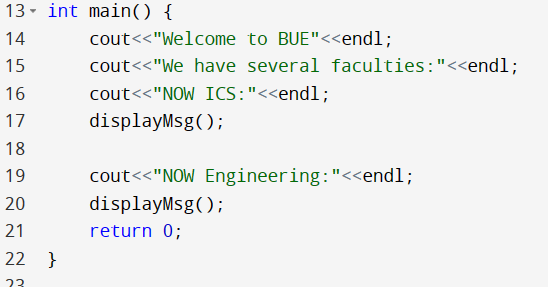 13 int main() {
14 cout<<"Welcome to BUE"<<endl;
15 cout<<"We have several faculties:"<<endl;
16 cout<<"NOW ICS:"<<endl;
17 displayMsg();
18
19 cout<<"NOW Engineering:"<<endl;
20 displayMsg();
21 return 0;
22 }
23